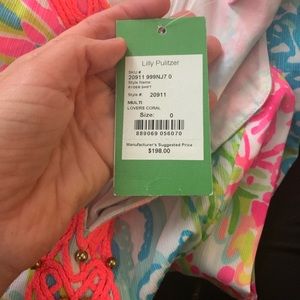 Lilly Pulitzer
SKU #
20911 999NJ7 0
Style Name:
RYDER SHIFT
Style #: 20911
MULTI
LOVERS CORAL
Size: 0
889069 056070
Manufacturer's Suggested Price
$198.00